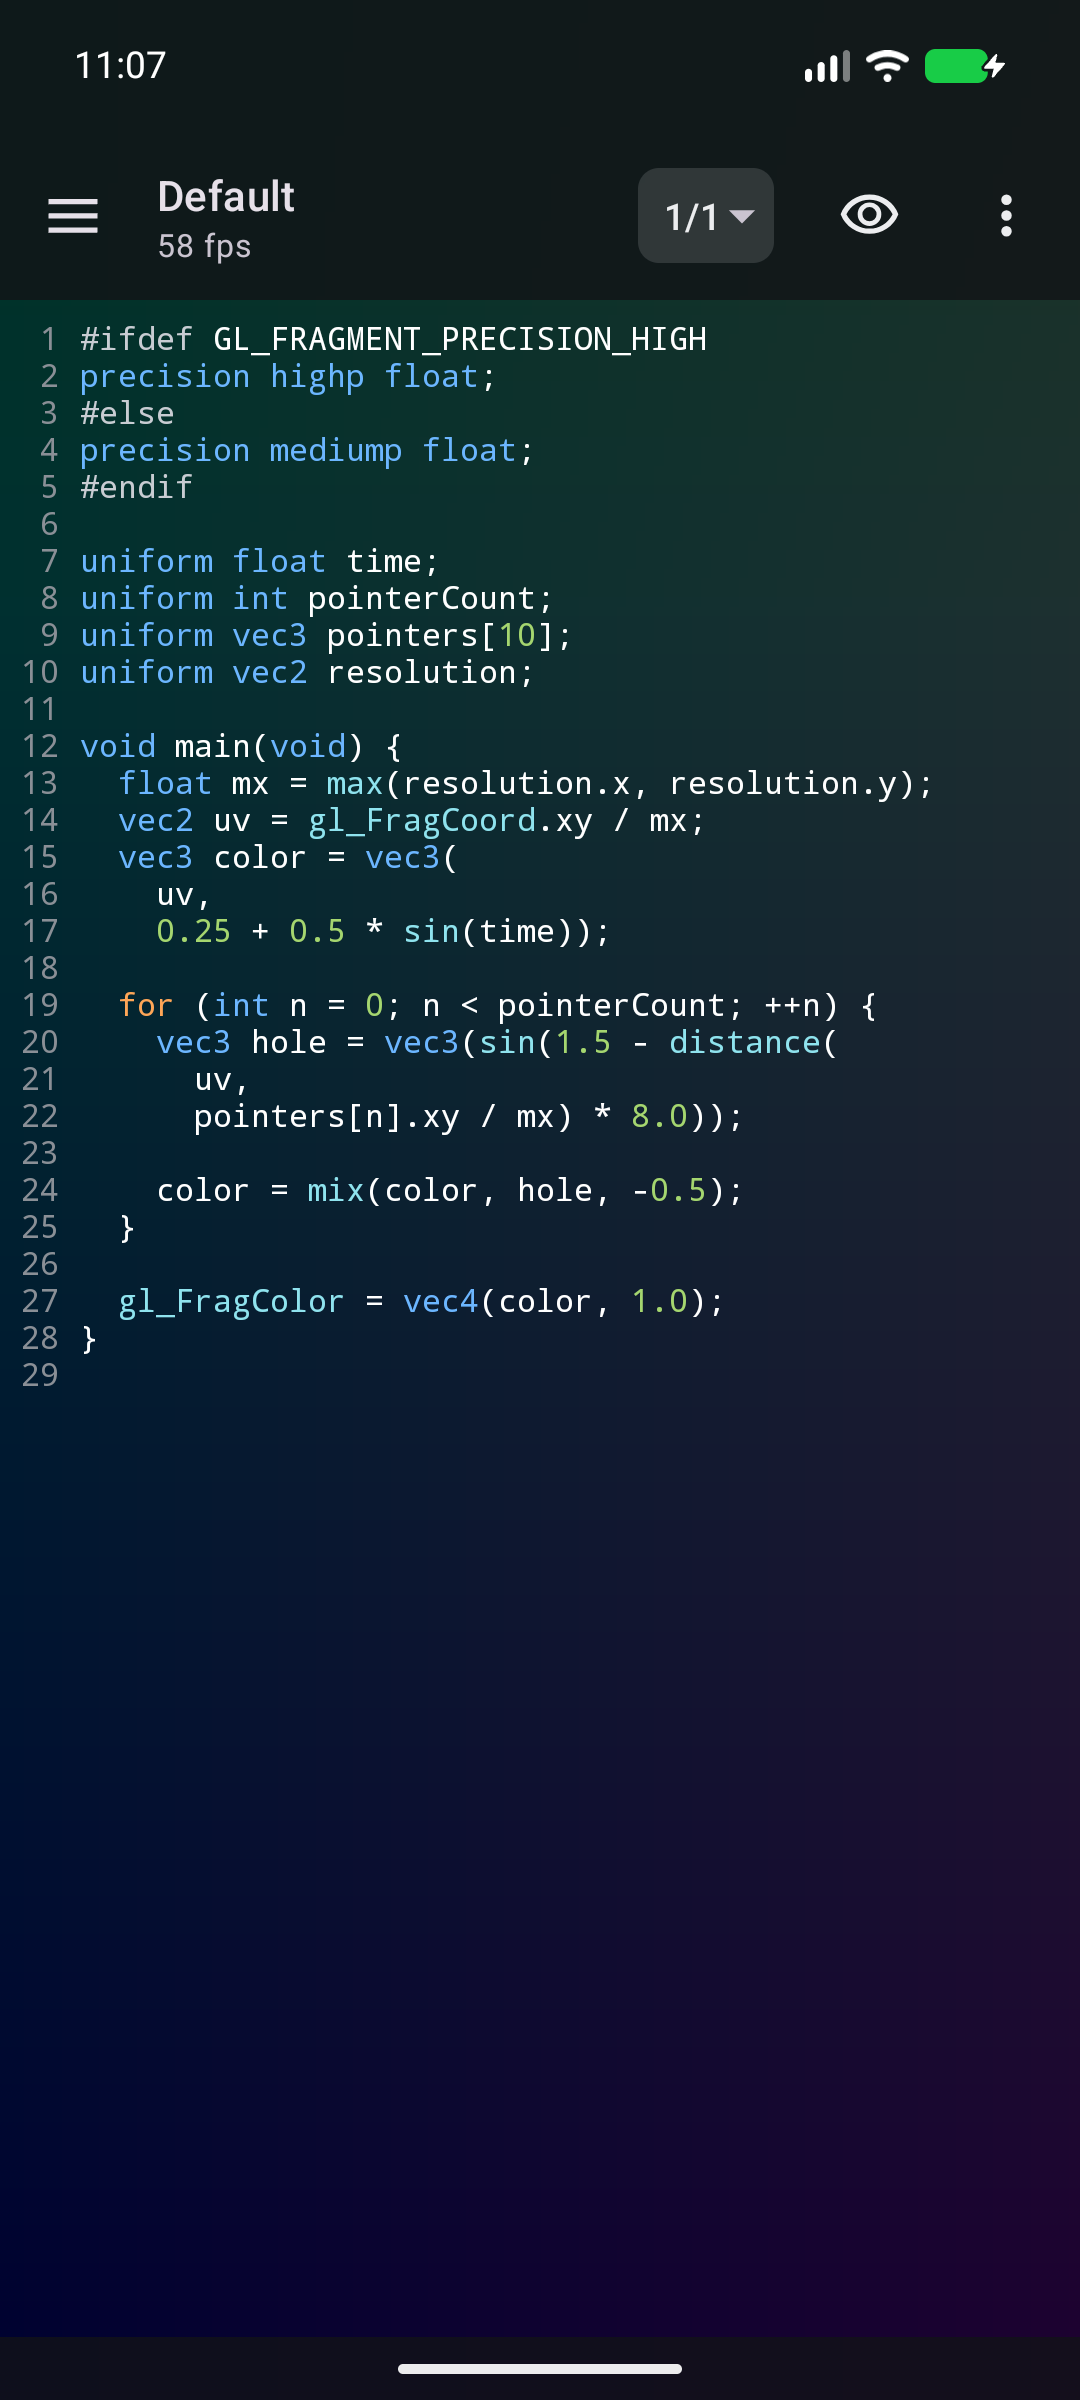 11:07
Default
58 fps
1/1
1 #ifdef GL_FRAGMENT_PRECISION_HIGH
2 precision highp float;
3 #else
4 precision mediump float;
5 #endif
6
7 uniform float time;
8 uniform int pointerCount;
9 uniform vec3 pointers[10];
10 uniform vec2 resolution;
11
12 void main(void) {
13   float mx = max(resolution.x, resolution.y);
14   vec2 uv = gl_FragCoord.xy / mx;
15   vec3 color = vec3(
16     uv,
17     0.25 + 0.5 * sin(time));
18
19   for (int n = 0; n < pointerCount; ++n) {
20     vec3 hole = vec3(sin(1.5 - distance(
21       uv,
22       pointers[n].xy / mx) * 8.0));
23
24     color = mix(color, hole, -0.5);
25   }
26
27   gl_FragColor = vec4(color, 1.0);
28 }
29